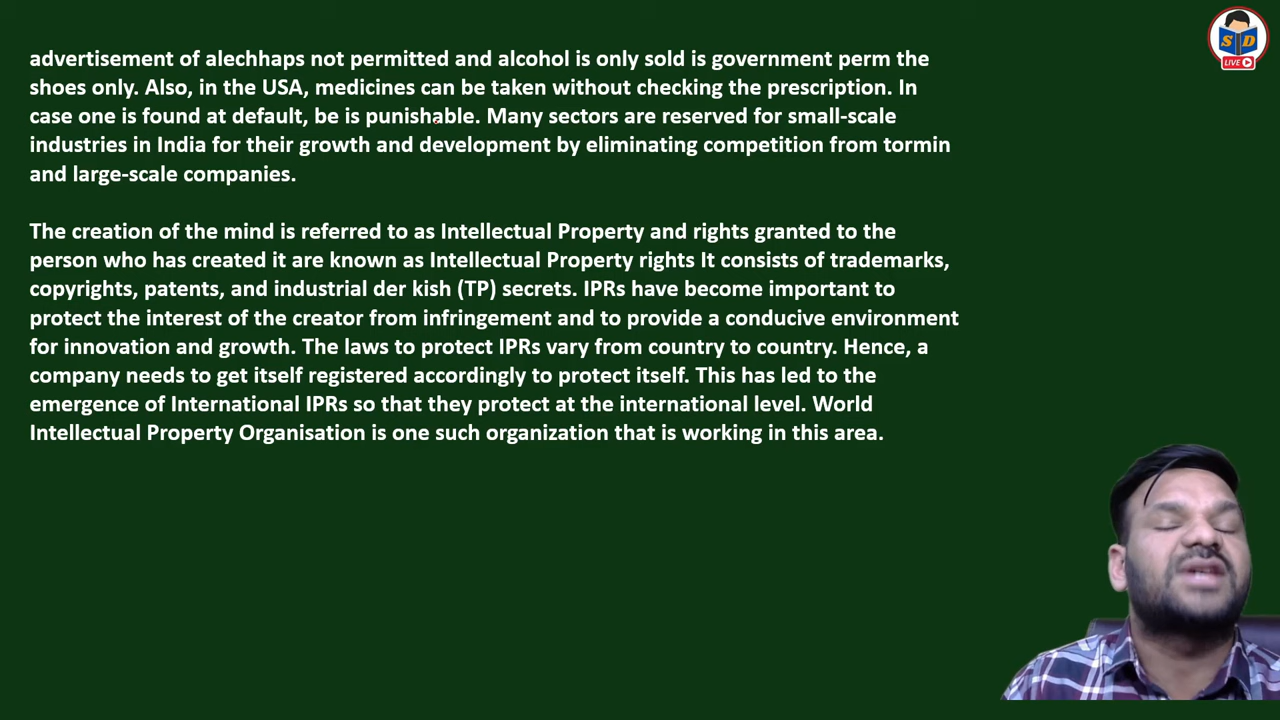 advertisement of alechhaps not permitted and alcohol is only sold is government perm the
shoes only. Also, in the USA, medicines can be taken without checking the prescription. In
case one is found at default, be is punishable. Many sectors are reserved for small-scale
industries in India for their growth and development by eliminating competition from tormin
and large-scale companies.
The creation of the mind is referred to as Intellectual Property and rights granted to the
person who has created it are known as Intellectual Property rights It consists of trademarks,
copyrights, patents, and industrial der kish (TP) secrets. IPRs have become important to
protect the interest of the creator from infringement and to provide a conducive environment
for innovation and growth. The laws to protect IPRs vary from country to country. Hence, a
company needs to get itself registered accordingly to protect itself. This has led to the
emergence of International IPRs so that they protect at the international level. World
Intellectual Property Organisation is one such organization that is working in this area.
S D
LIVE